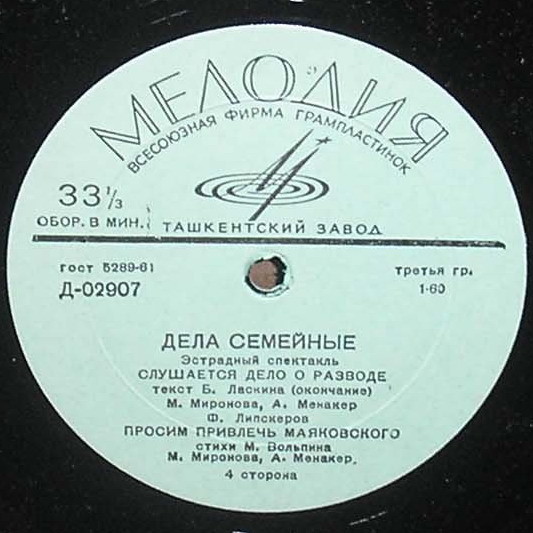 МЕЛОДИЯ
ВСЕСОЮЗНАЯ ФИРМА ГРАМПЛАСТИНОК
33⅓
ОБОР. В МИН.
ТАШКЕНТСКИЙ ЗАВОД
ГОСТ 5289-61
Д-02907
ТРЕТЬЯ ГР.
1-60
ДЕЛА СЕМЕЙНЫЕ
Эстрадный спектакль
СЛУШАЕТСЯ ДЕЛО О РАЗВОДЕ
текст Б. Ласкина (окончание)
М. Миронова, А. Менакер
Ф. Липскеров
ПРОСИМ ПРИВЛЕЧЬ МАЯКОВСКОГО
стихи М. Вольпина
М. Миронова, А. Менакер,
4 сторона